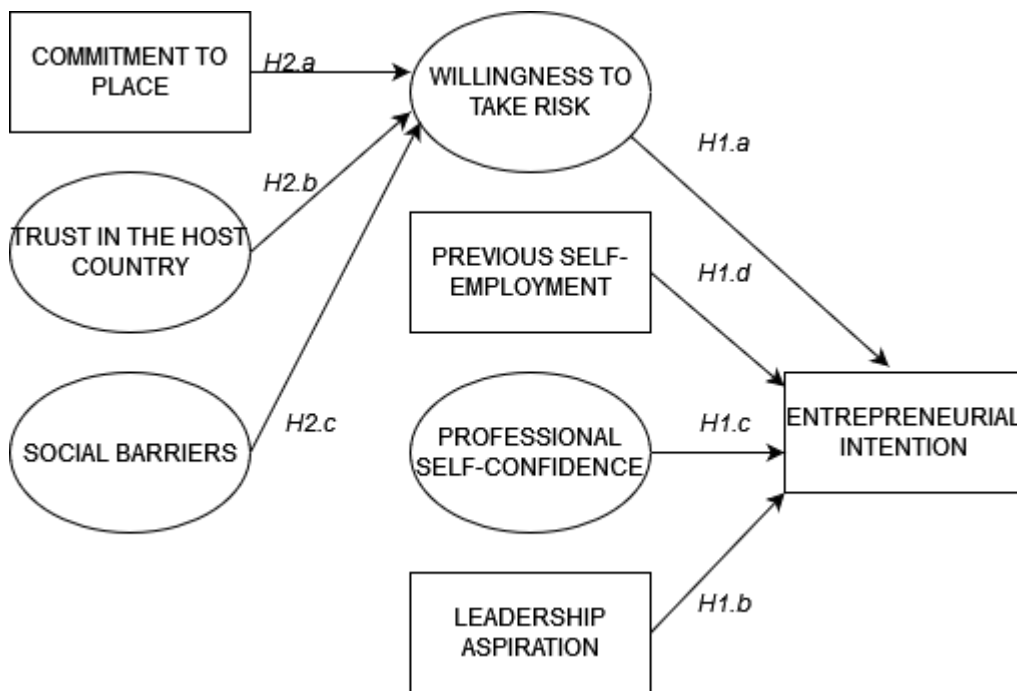 COMMITMENT TO
PLACE
H2.a
WILLINGNESS TO
TAKE RISK
H1.a
H2.b
TRUST IN THE HOST
COUNTRY
PREVIOUS SELF-
EMPLOYMENT
H1.d
H2.c
SOCIAL BARRIERS
PROFESSIONAL
SELF-CONFIDENCE
H1.c
ENTREPRENEURIAL
INTENTION
H1.b
LEADERSHIP
ASPIRATION